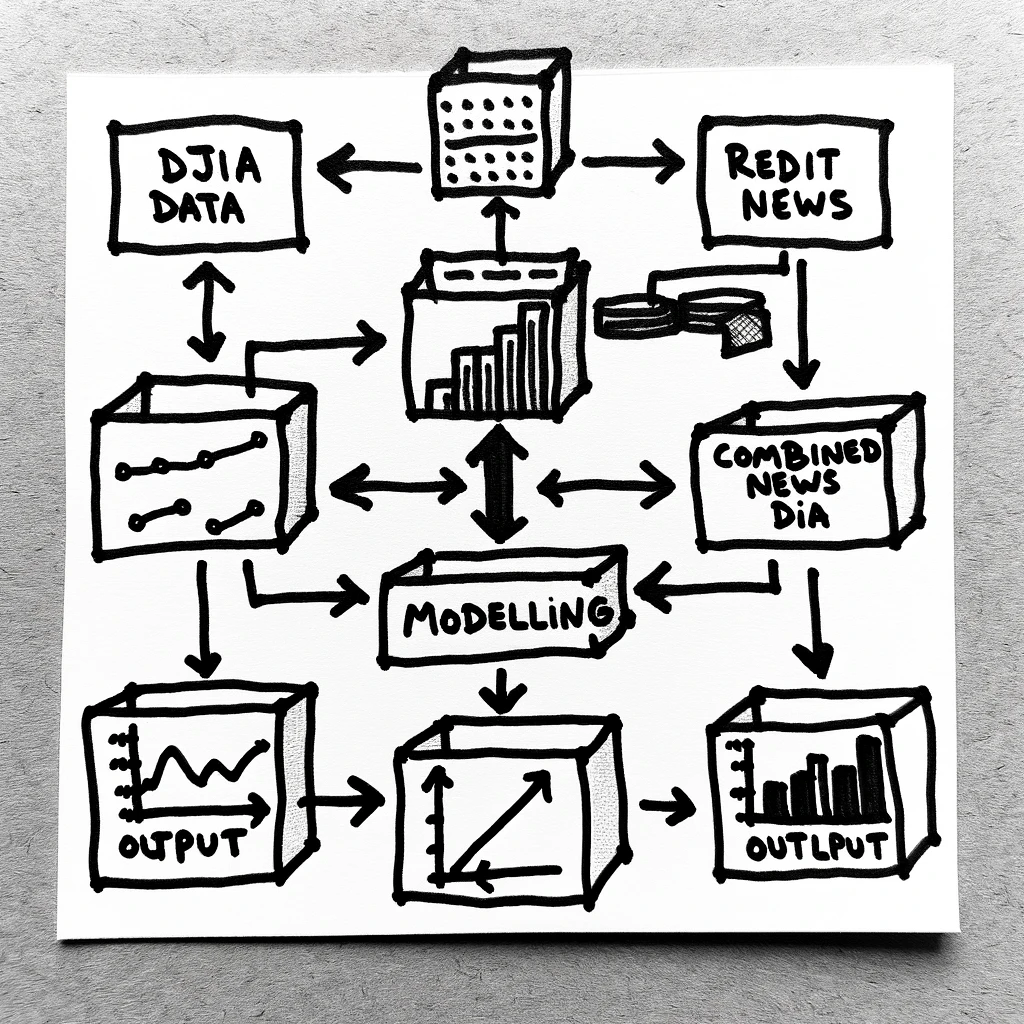 DJIA
DATA
REDIT
NEWS
COMBINED
NEWS
DiA
MODELLiNG
OUTPUT
OUTLPUT